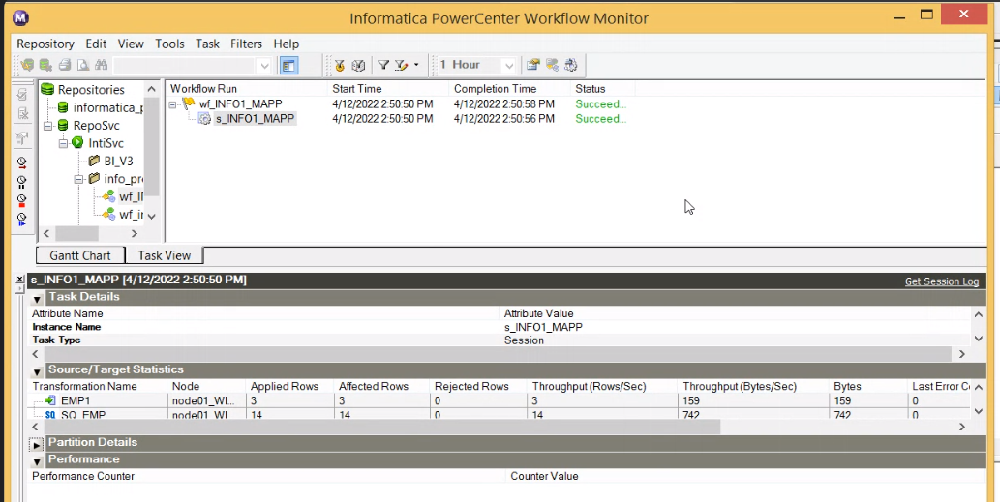 Informatica PowerCenter Workflow Monitor
Repository Edit View Tools Task Filters Help
1 Hour
Repositories
informatica_p
RepoSvc
IntiSvc
BI_V3
info_pr
wf_I
wf_i
Workflow Run Start Time Completion Time Status
wf_INFO1_MAPP 4/12/2022 2:50:50 PM 4/12/2022 2:50:58 PM Succeed...
s_INFO1_MAPP 4/12/2022 2:50:50 PM 4/12/2022 2:50:56 PM Succeed...
Gantt Chart Task View
s_INFO1_MAPP [4/12/2022 2:50:50 PM] Get Session Log
Task Details
Attribute Name Attribute Value
Instance Name s_INFO1_MAPP
Task Type Session
Source/Target Statistics
Transformation Name Node Applied Rows Affected Rows Rejected Rows Throughput (Rows/Sec) Throughput (Bytes/Sec) Bytes Last Error C
EMP1 node01_WI... 3 3 0 3 159 159 0
SQ SQ_EMP node01_WI... 14 14 0 14 742 742 0
Partition Details
Performance
Performance Counter Counter Value